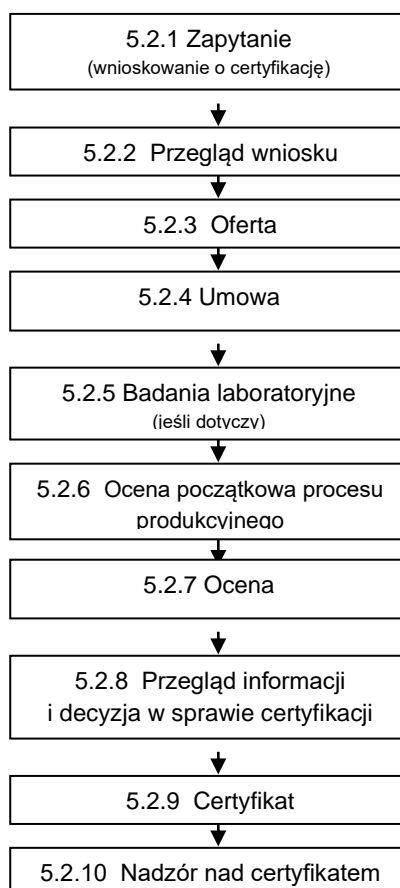 5.2.1 Zapytanie
(wnioskowanie o certyfikację)
5.2.2 Przegląd wniosku
5.2.3 Oferta
5.2.4 Umowa
5.2.5 Badania laboratoryjne
(jeśli dotyczy)
5.2.6 Ocena początkowa procesu
produkcyjnego
5.2.7 Ocena
5.2.8 Przegląd informacji
i decyzja w sprawie certyfikacji
5.2.9 Certyfikat
5.2.10 Nadzór nad certyfikatem